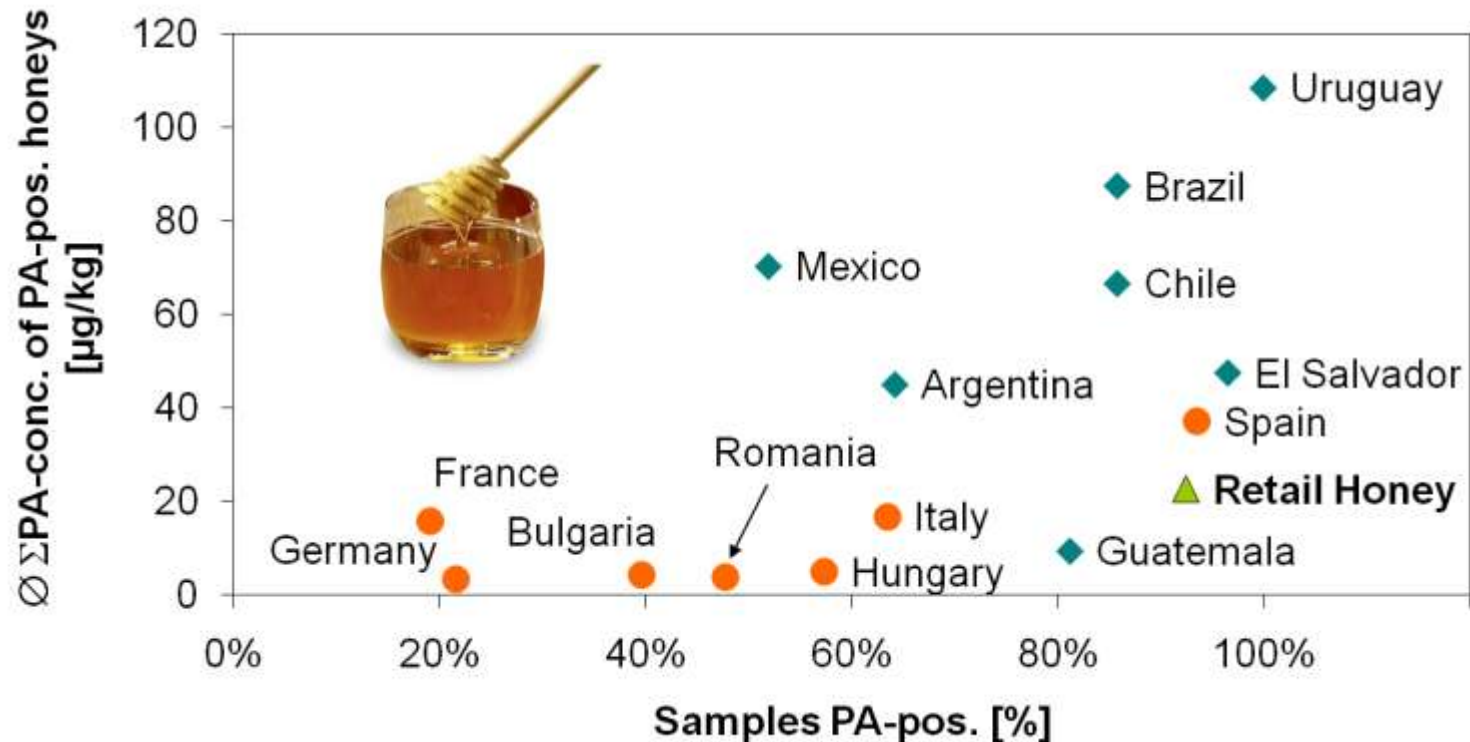 Ø ΣPA-conc. of PA-pos. honeys
[µg/kg]
120
100
80
60
40
20
0
Uruguay
Brazil
Mexico
Chile
Argentina
El Salvador
Spain
Romania
France
Retail Honey
Bulgaria
Italy
Germany
Guatemala
Hungary
0%
20%
40%
60%
80%
100%
Samples PA-pos. [%]